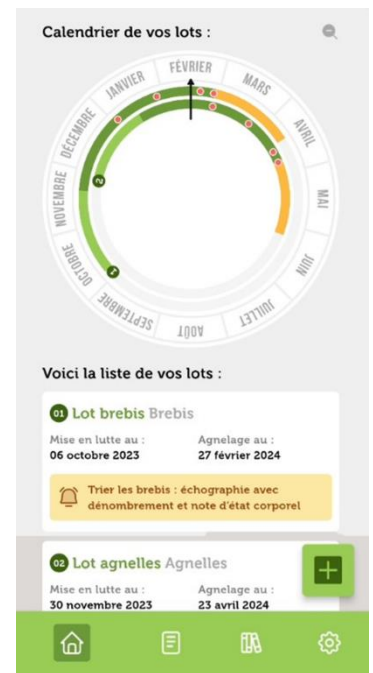 Calendrier de vos lots :
JANVIER
FÉVRIER
MARS
AVRIL
MAI
JUIN
JUILLET
AOÛT
SEPTEMBRE
OCTOBRE
NOVEMBRE
DÉCEMBRE
2
1
Voici la liste de vos lots :
01 Lot brebis Brebis
Mise en lutte au : Agnelage au :
06 octobre 2023 27 février 2024
Trier les brebis : échographie avec
dénombrement et note d'état corporel
02 Lot agnelles Agnelles
Mise en lutte au : Agnelage au :
30 novembre 2023 23 avril 2024